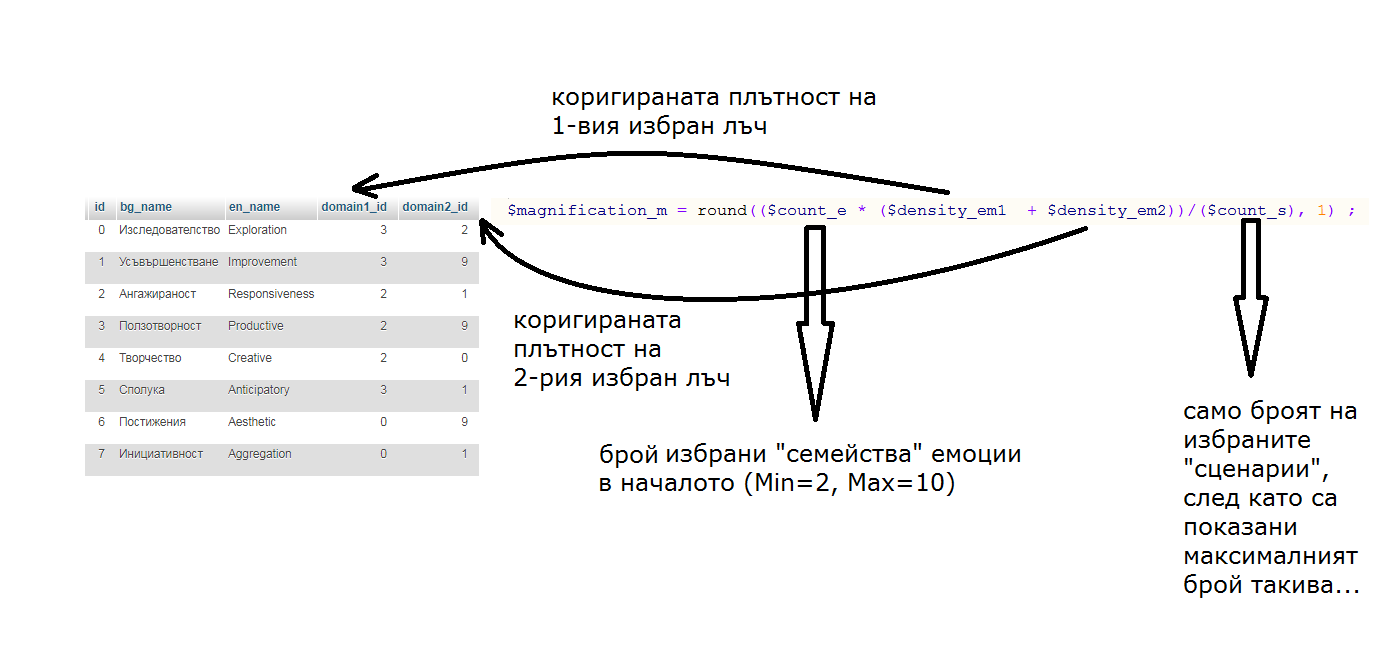 коригираната плътност на
1-вия избран лъч
id bg_name en_name domain1_id domain2_id
0 Изследователство Exploration 3 2
1 Усъвършенстване Improvement 3 9
2 Ангажираност Responsiveness 2 1
3 Ползотворност Productive 2 9
4 Творчество Creative 2 0
5 Сполука Anticipatory 3 1
6 Постижения Aesthetic 0 9
7 Инициативност Aggregation 0 1
$magnification_m = round(($count_e * ($density_em1 + $density_em2))/($count_s), 1) ;
коригираната
плътност на
2-рия избран лъч
брой избрани "семейства" емоции
в началото (Min=2, Max=10)
само броят на
избраните
"сценарии",
след като са
показани
максималният
брой такива...